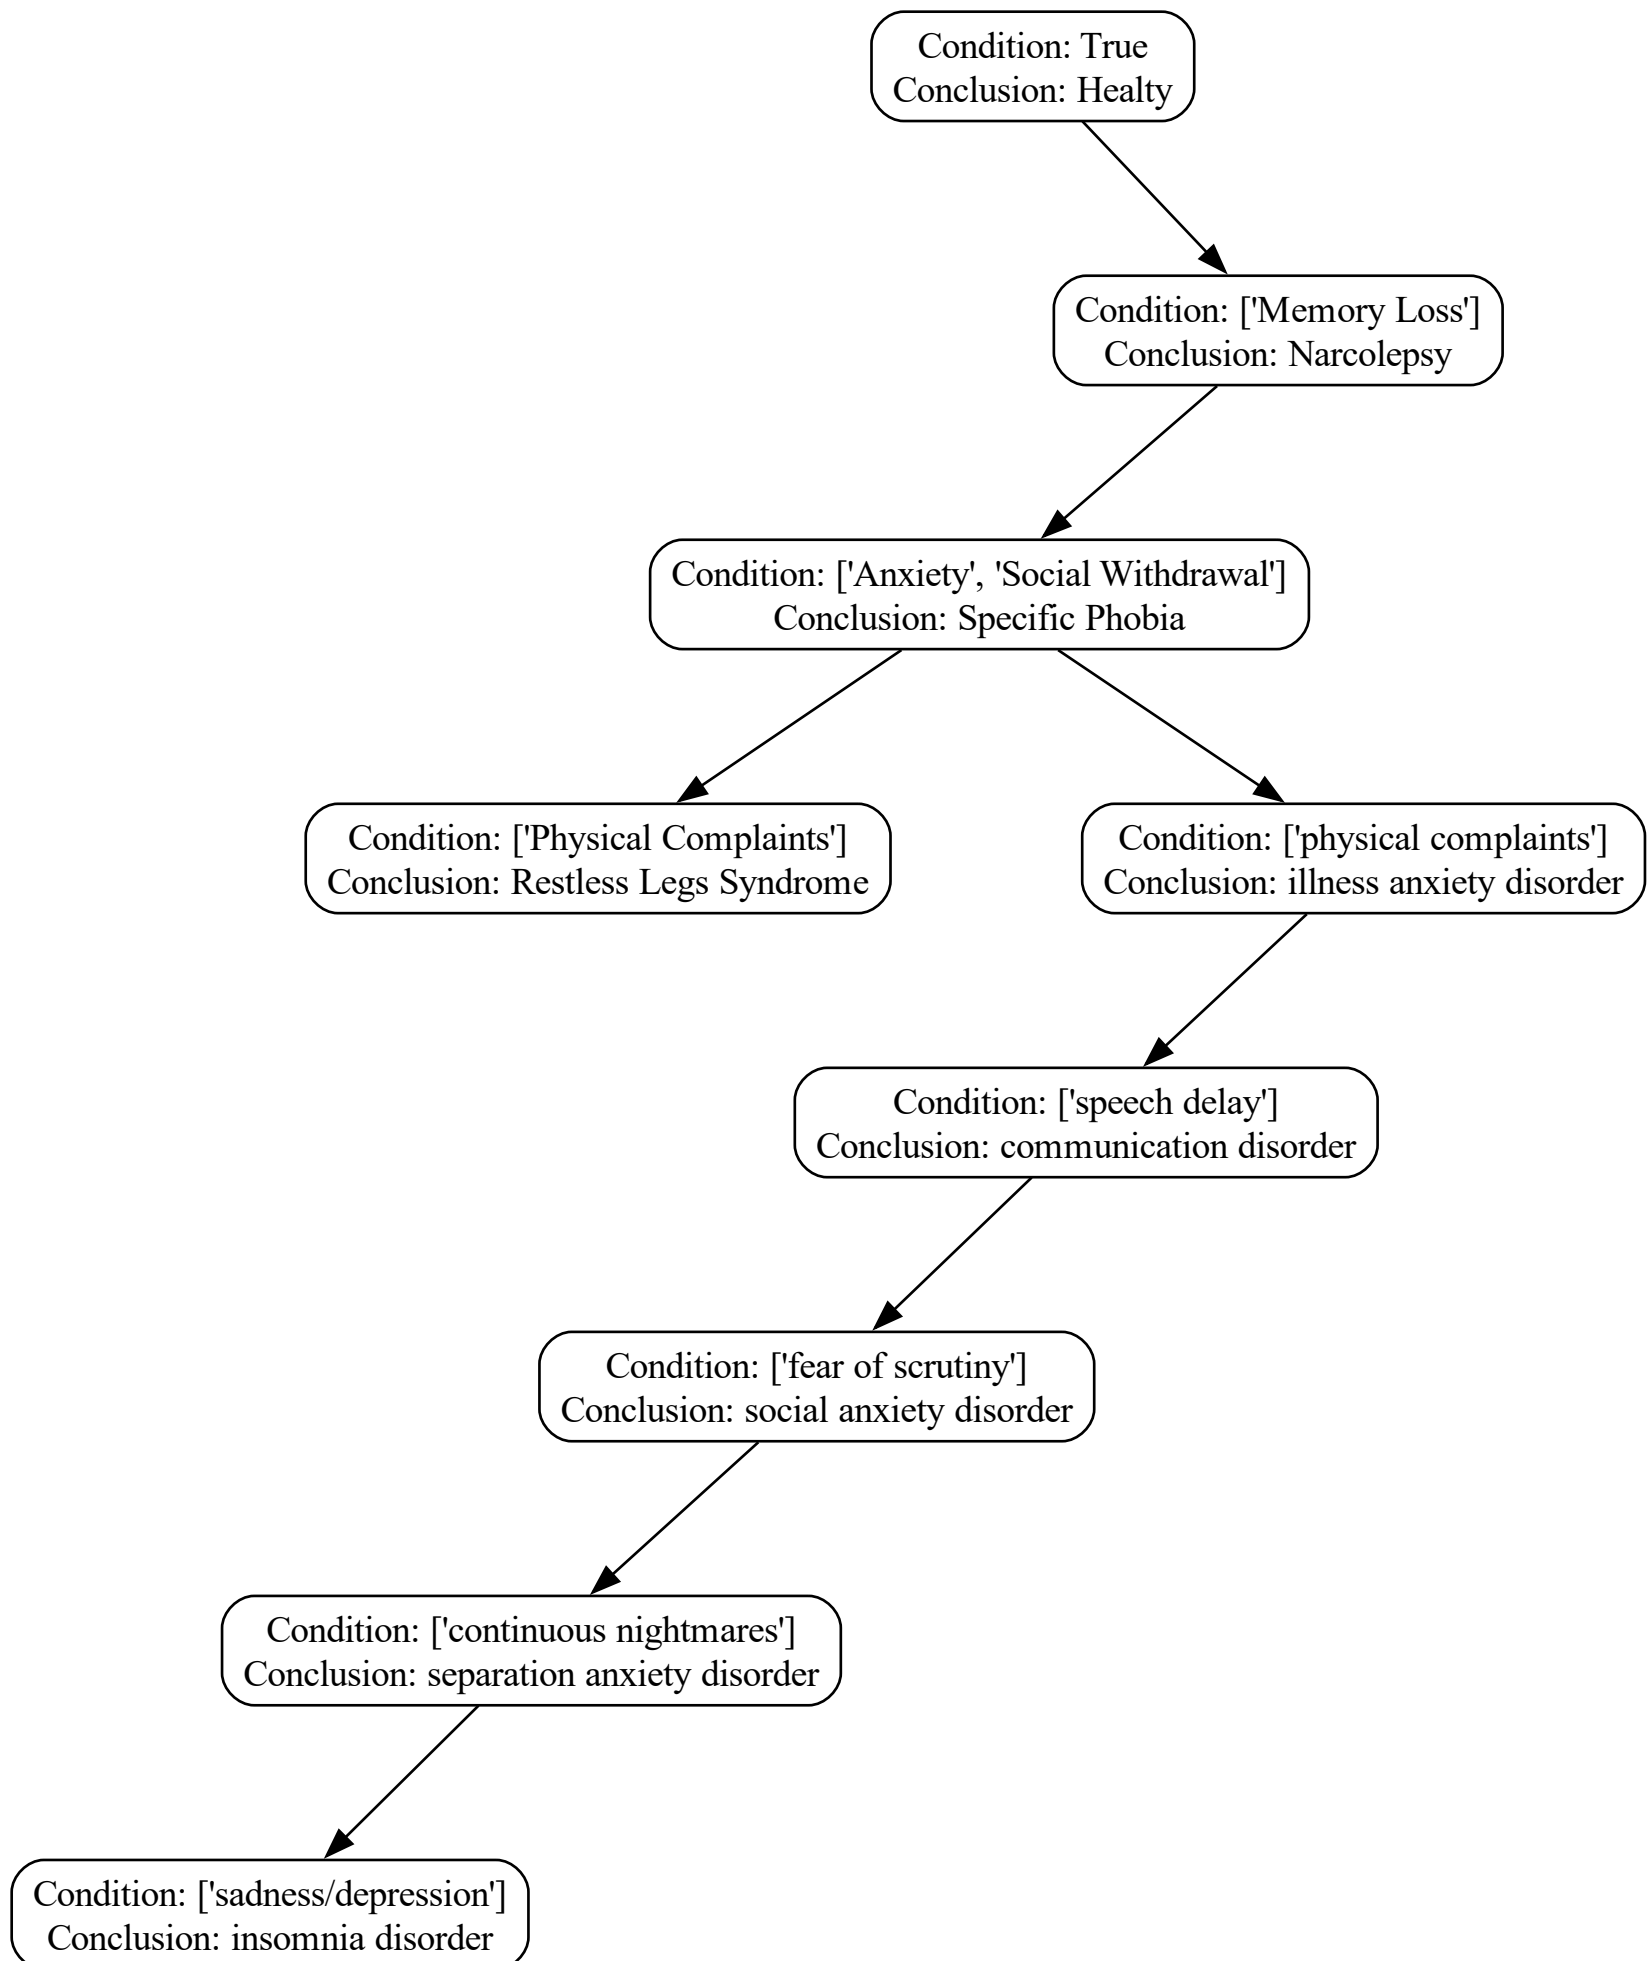 Condition: True
Conclusion: Healty
Condition: ['Memory Loss']
Conclusion: Narcolepsy
Condition: ['Anxiety', 'Social Withdrawal']
Conclusion: Specific Phobia
Condition: ['Physical Complaints']
Conclusion: Restless Legs Syndrome
Condition: ['physical complaints']
Conclusion: illness anxiety disorder
Condition: ['speech delay']
Conclusion: communication disorder
Condition: ['fear of scrutiny']
Conclusion: social anxiety disorder
Condition: ['continuous nightmares']
Conclusion: separation anxiety disorder
Condition: ['sadness/depression']
Conclusion: insomnia disorder